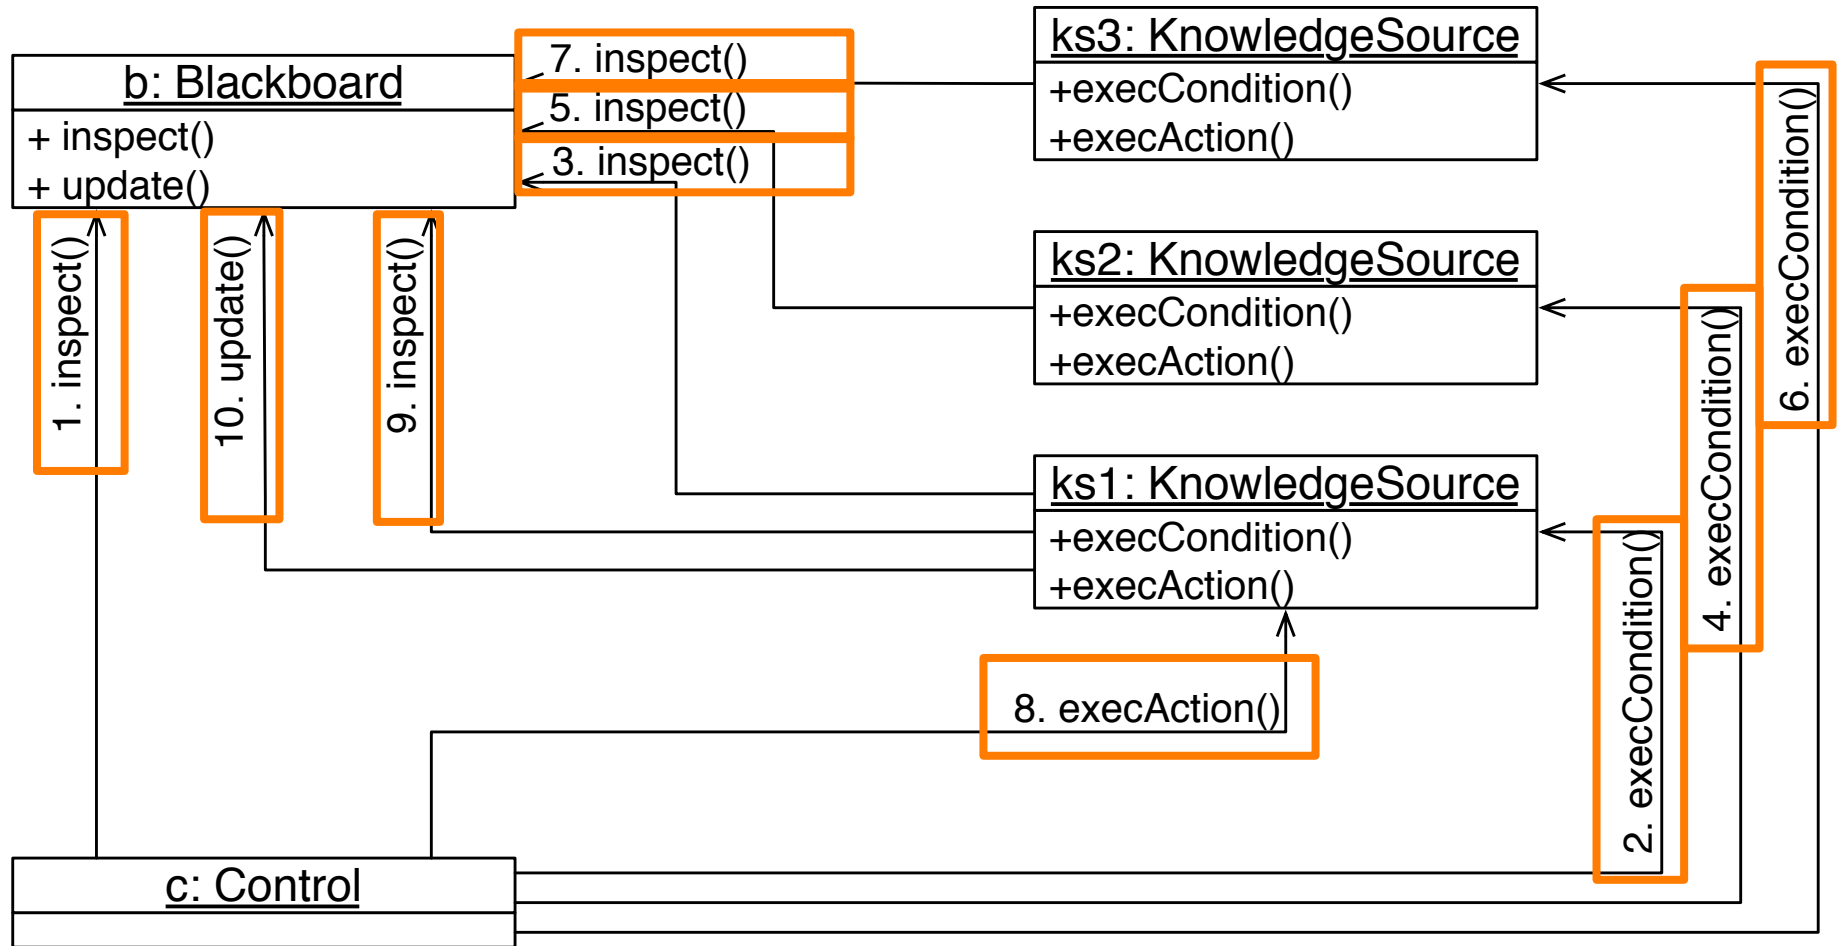 b: Blackboard
+ inspect()
+ update()
7. inspect()
5. inspect()
3. inspect()
ks3: KnowledgeSource
+execCondition()
+execAction()
ks2: KnowledgeSource
+execCondition()
+execAction()
ks1: KnowledgeSource
+execCondition()
+execAction()
1. inspect()
10. update()
9. inspect()
8. execAction()
2. execCondition()
4. execCondition()
6. execCondition()
c: Control